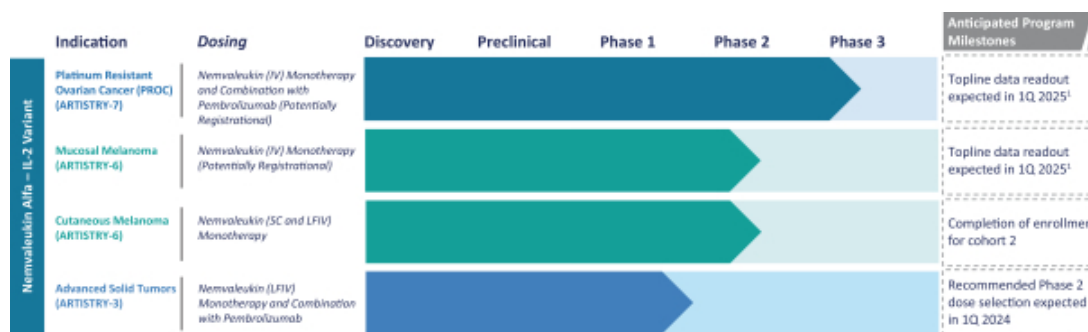 Indication
Dosing
Discovery
Preclinical
Phase 1
Phase 2
Phase 3
Anticipated Program
Milestones
Nemvaleukin Alfa – IL-2 Variant
Platinum Resistant
Ovarian Cancer (PROC)
(ARTISTRY-7)
Nemvaleukin (IV) Monotherapy
and Combination with
Pembrolizumab (Potentially
Registrational)
Topline data readout
expected in 1Q 2025¹
Mucosal Melanoma
(ARTISTRY-6)
Nemvaleukin (IV) Monotherapy
(Potentially Registrational)
Topline data readout
expected in 1Q 2025¹
Cutaneous Melanoma
(ARTISTRY-6)
Nemvaleukin (SC and LFIV)
Monotherapy
Completion of enrollme
for cohort 2
Advanced Solid Tumors
(ARTISTRY-3)
Nemvaleukin (LFIV)
Monotherapy and Combination
with Pembrolizumab
Recommended Phase 2
dose selection expected
in 1Q 2024